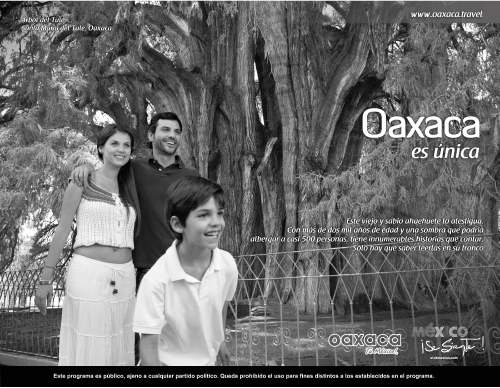 Árbol del Tule
Santa María del Tule, Oaxaca
www.oaxaca.travel
Oaxaca
es única
Este viejo y sabio ahuehuete lo atestigua.
Con más de dos mil años de edad y una sombra que podría
albergar a casi 500 personas, tiene innumerables historias que contar.
Sólo hay que saber leerlas en su tronco
oaxaca
Es México,
MÉXICO
Este programa es público, ajeno a cualquier partido político. Queda prohibido el uso para fines distintos a los establecidos en el programa.